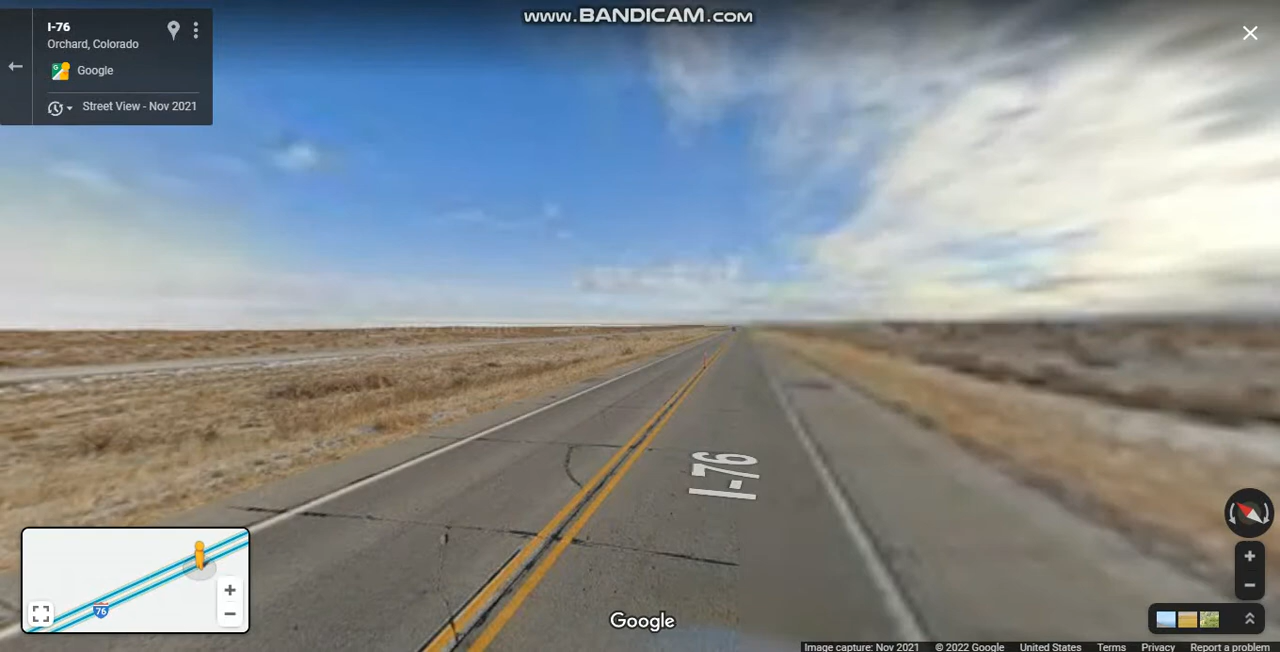 www.BANDICAM.com
I-76
Orchard, Colorado
Google
Street View - Nov 2021
I-76
76
Google
Image capture: Nov 2021 © 2022 Google United States Terms Privacy Report a problem